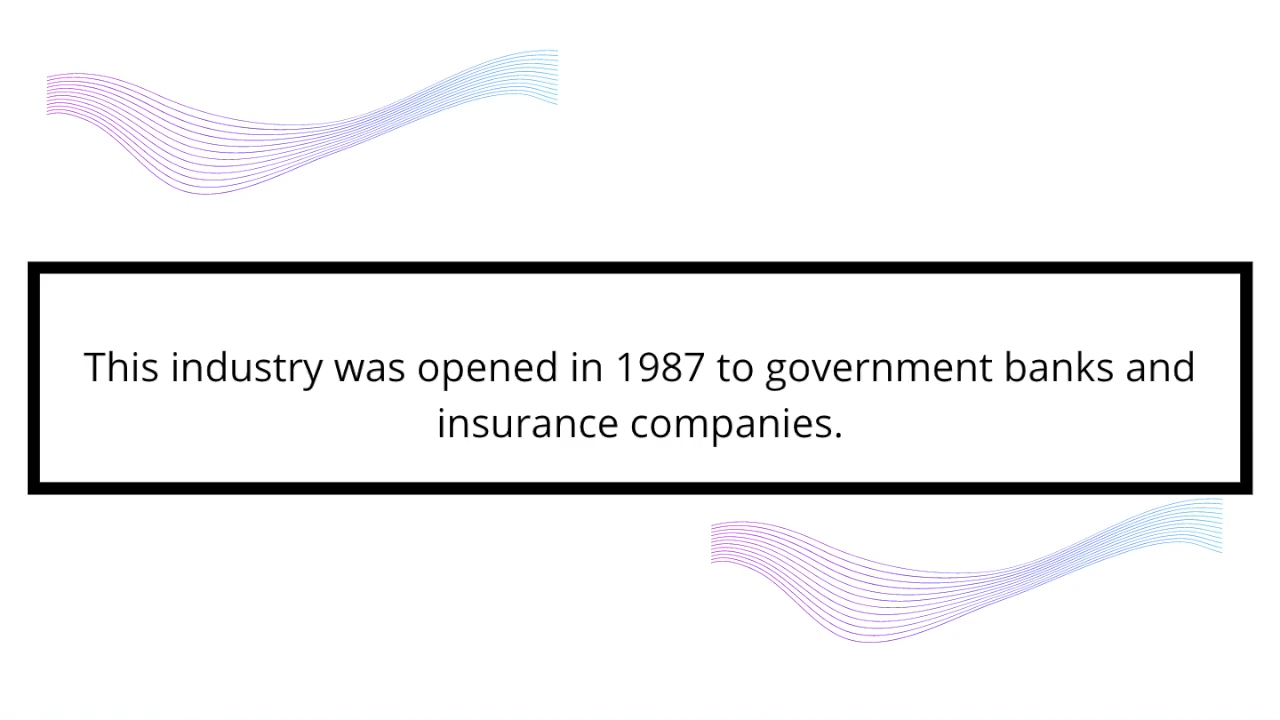 This industry was opened in 1987 to government banks and
insurance companies.